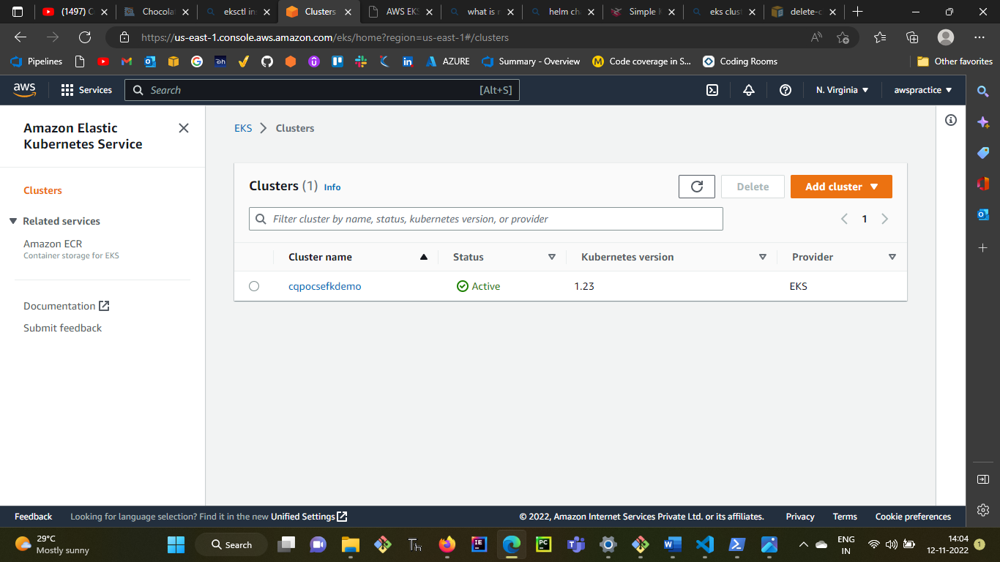 (1497) C
Chocola
eksctl in
Clusters
AWS EKS
what is
helm ch
Simple
eks clus
delete-c
https://us-east-1.console.aws.amazon.com/eks/home?region=us-east-1#/clusters
Pipelines
AZURE
Summary - Overview
Code coverage in S...
Coding Rooms
Other favorites
aws
Services
Search
[Alt+S]
N. Virginia
awspractice
Amazon Elastic
Kubernetes Service
Clusters
Related services
Amazon ECR
Container storage for EKS
Documentation
Submit feedback
EKS
Clusters
Clusters (1) Info
Delete
Add cluster
Filter cluster by name, status, kubernetes version, or provider
1
Cluster name
Status
Kubernetes version
Provider
cqpocsefkdemo
Active
1.23
EKS
Feedback
Looking for language selection? Find it in the new Unified Settings
© 2022, Amazon Internet Services Private Ltd. or its affiliates.
Privacy
Terms
Cookie preferences
29°C
Mostly sunny
Search
ENG
IN
14:04
12-11-2022
1